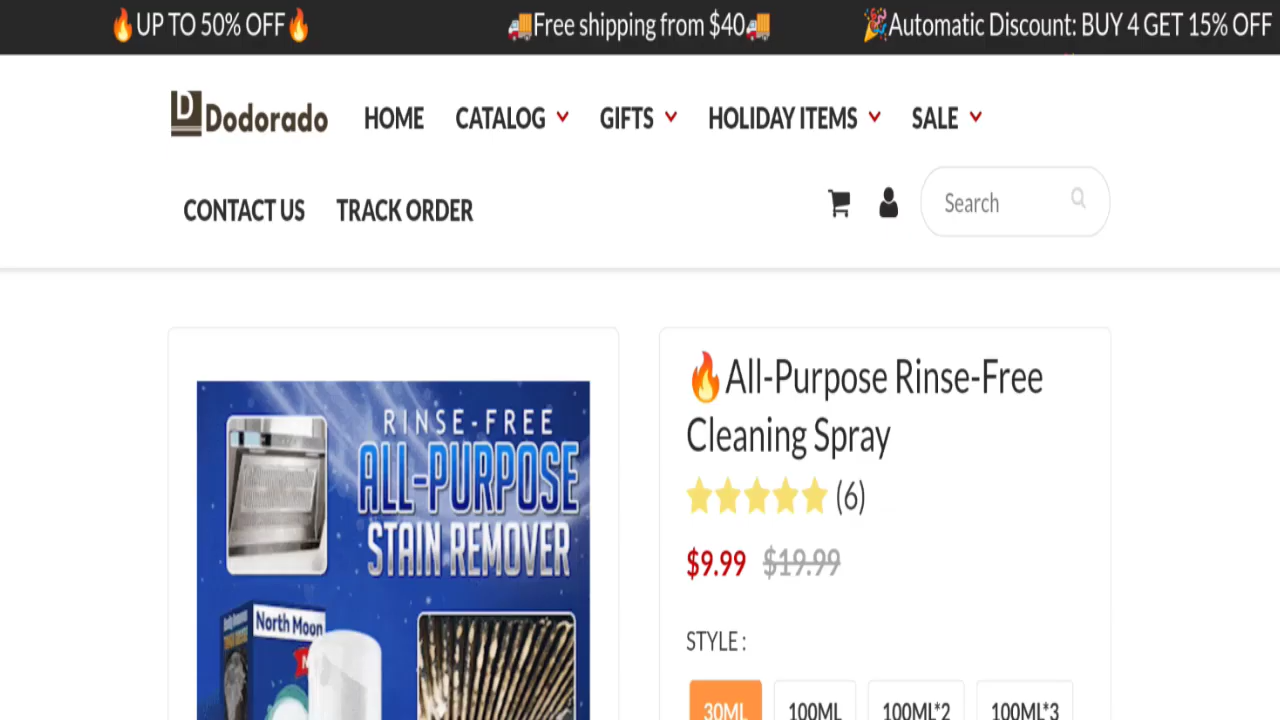 🔥UP TO 50% OFF🔥 🚚Free shipping from $40🚚 🎉Automatic Discount: BUY 4 GET 15% OFF
D Dodorado HOME CATALOG GIFTS HOLIDAY ITEMS SALE
CONTACT US TRACK ORDER Search
RINSE-FREE
ALL-PURPOSE
STAIN REMOVER
North Moon
🔥All-Purpose Rinse-Free
Cleaning Spray
(6)
$9.99 $19.99
STYLE :
30ML 100ML 100ML*2 100ML*3